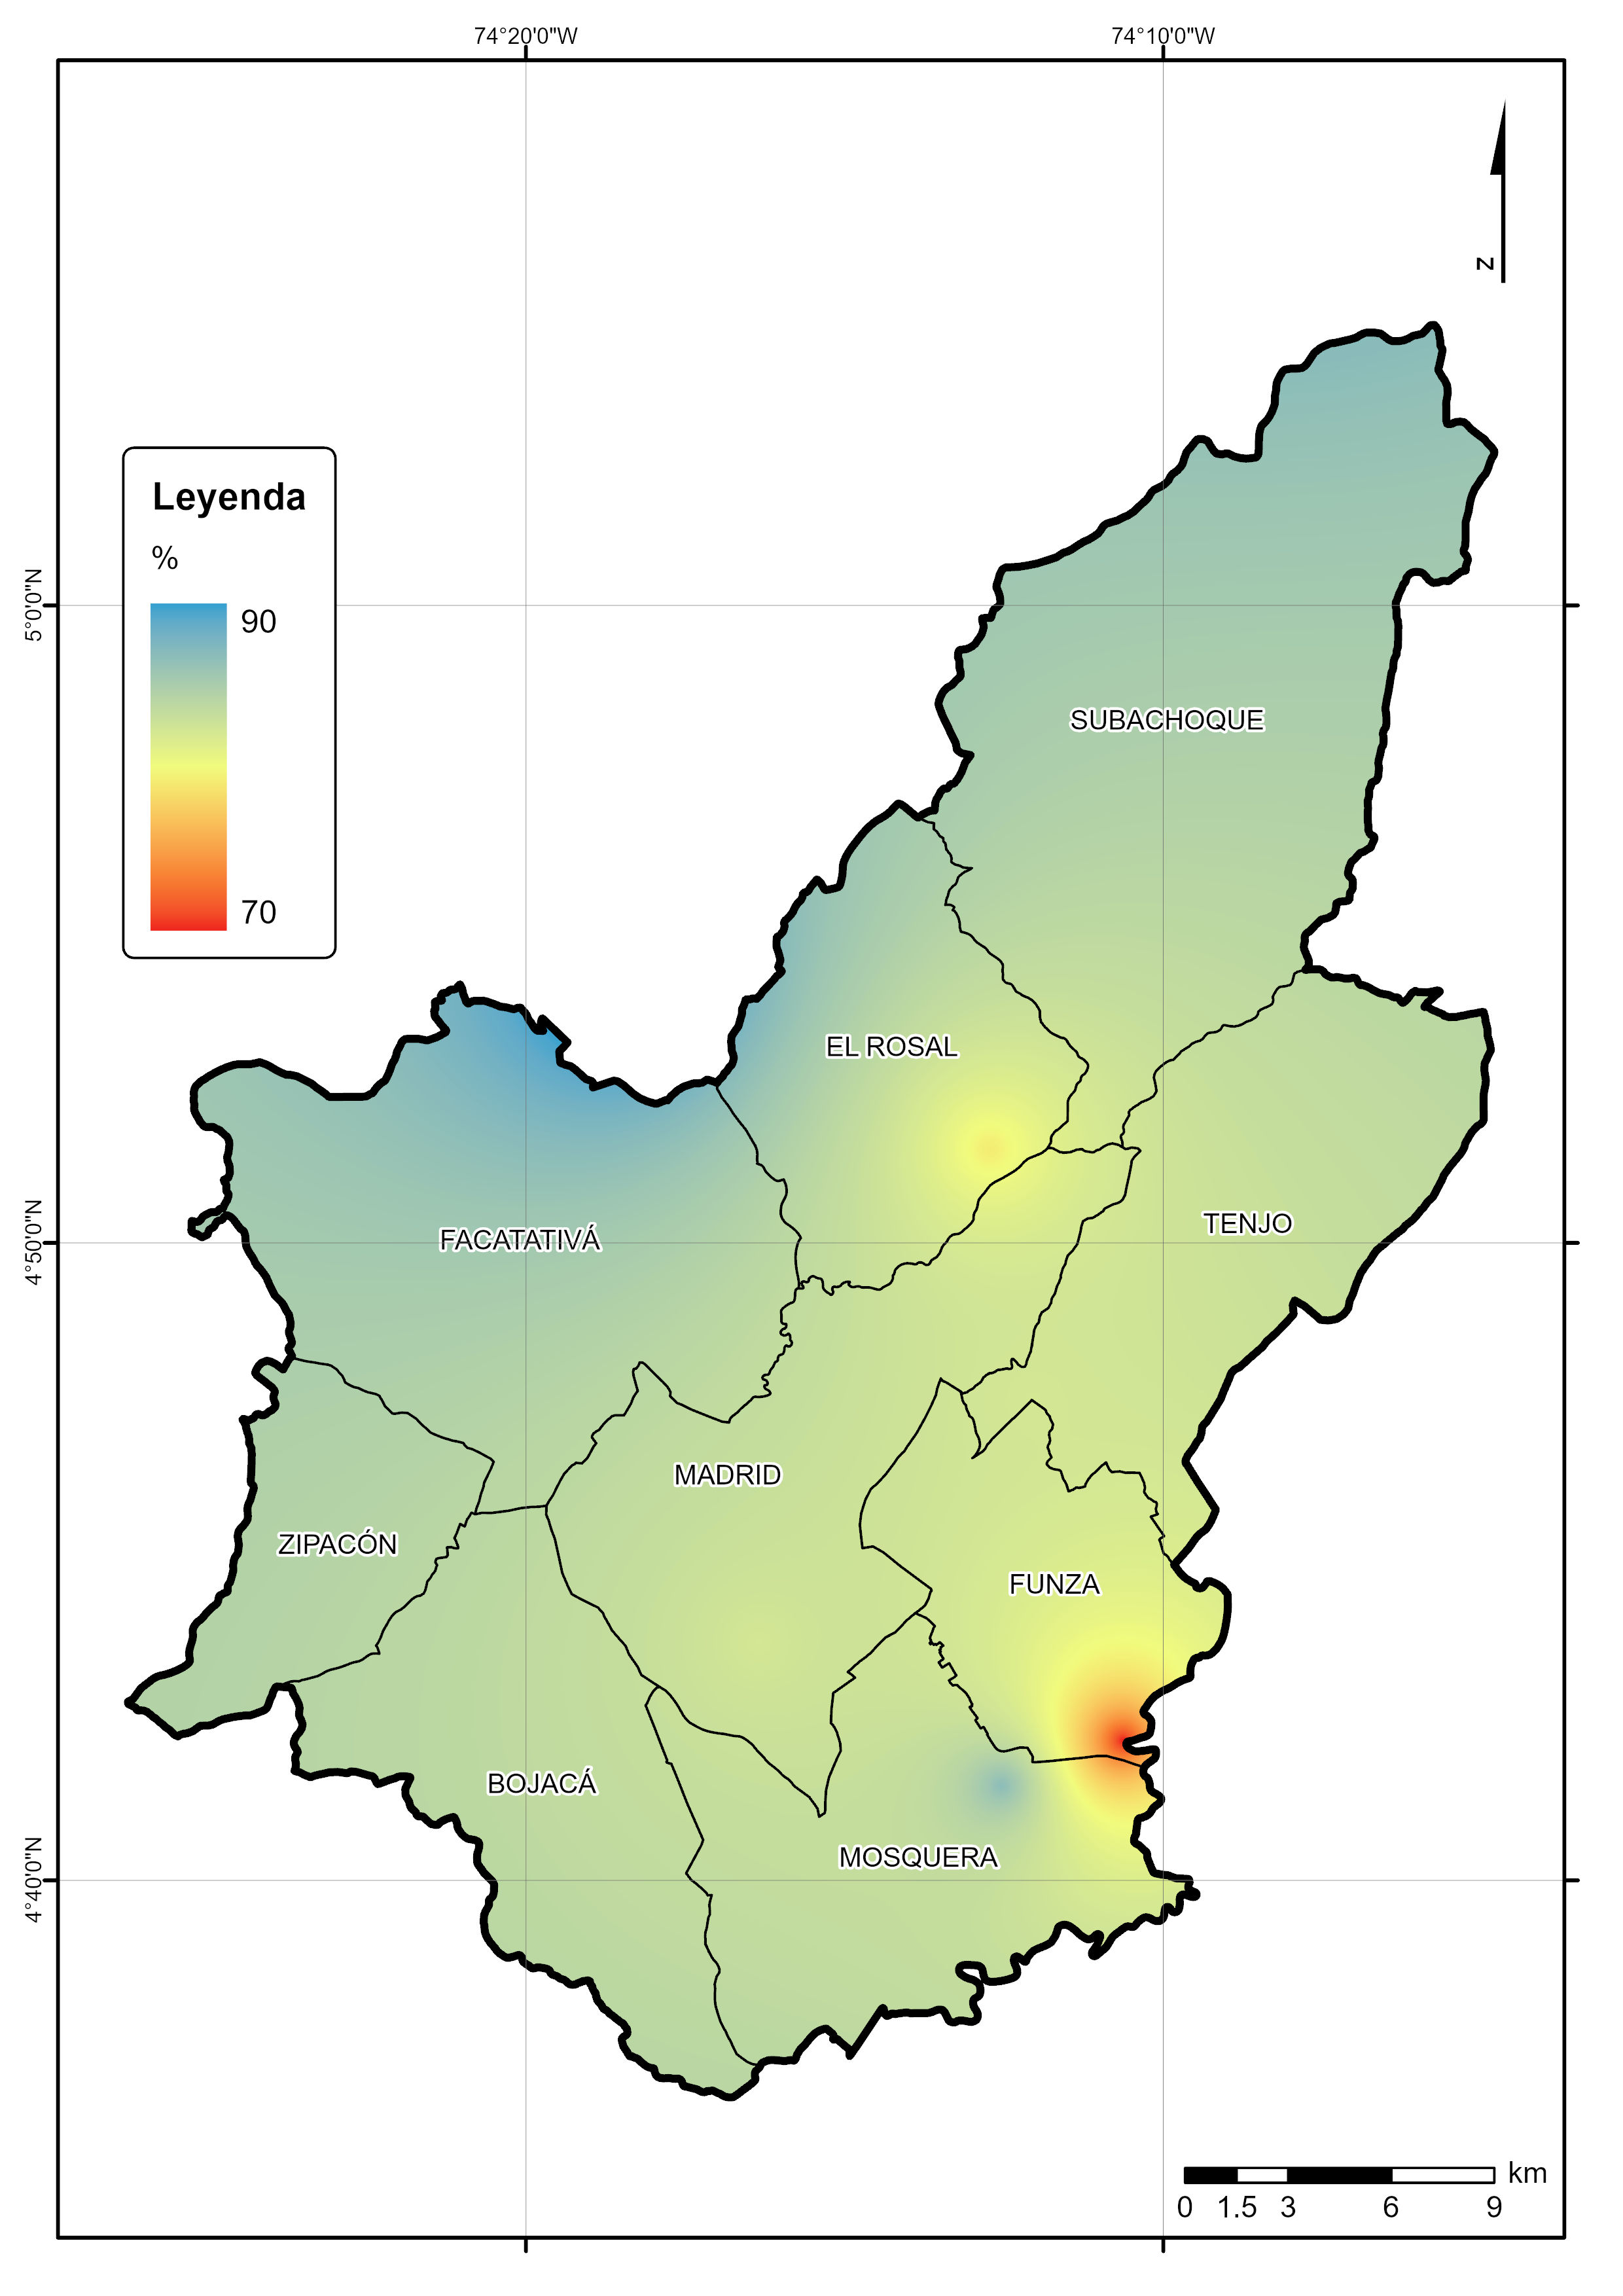 74°20'0"W
74°10'0"W
N
Leyenda
%
90
70
5°0'0"N
4°50'0"N
4°40'0"N
SUBACHOQUE
EL ROSAL
TENJO
FACATATIVÁ
MADRID
ZIPACÓN
FUNZA
BOJACÁ
MOSQUERA
km
0 1.5 3 6 9